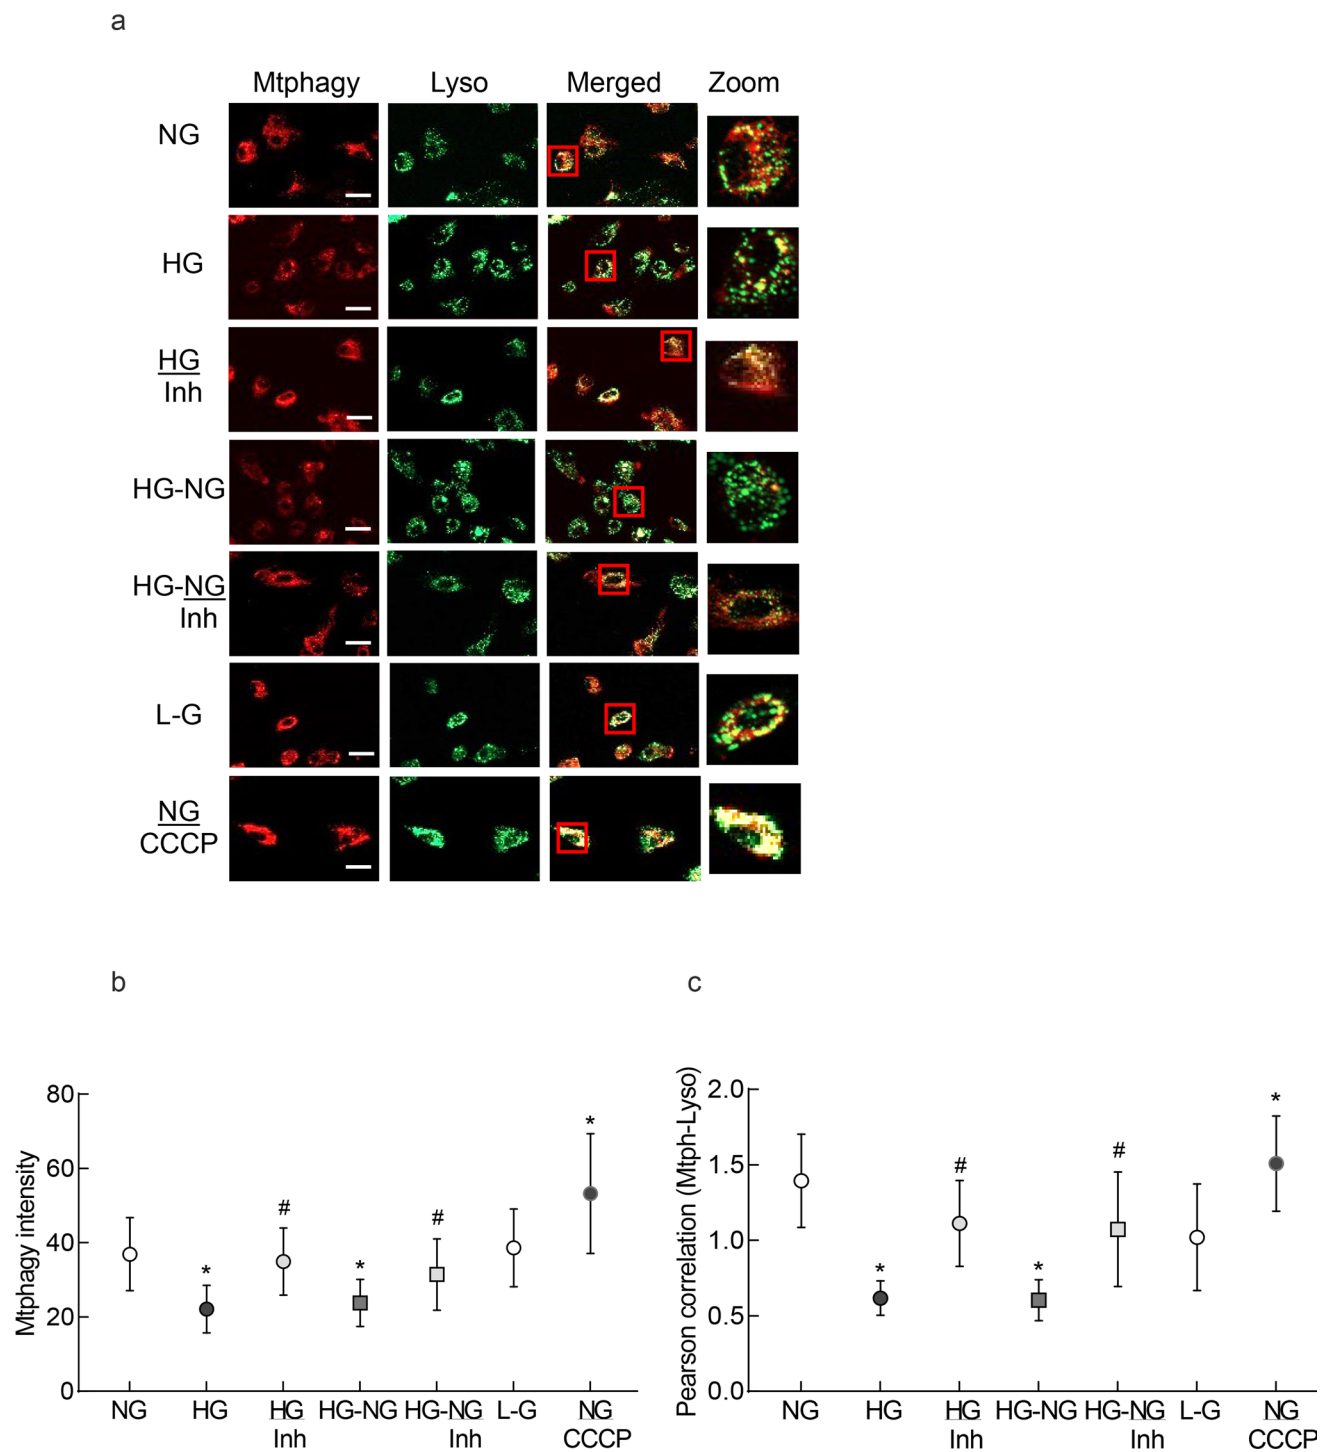 a
Mtphagy Lyso Merged Zoom
NG
HG
HG
Inh
HG-NG
HG-NG
Inh
L-G
NG
CCCP
b
Mtphagy intensity
80
60
40
20
0
* # * # *
NG HG HG HG-NG HG-NG L-G NG
Inh Inh CCCP
c
Pearson correlation (Mtph-Lyso)
2.0
1.5
1.0
0.5
0.0
* # * # *
NG HG HG HG-NG HG-NG L-G NG
Inh Inh CCCP